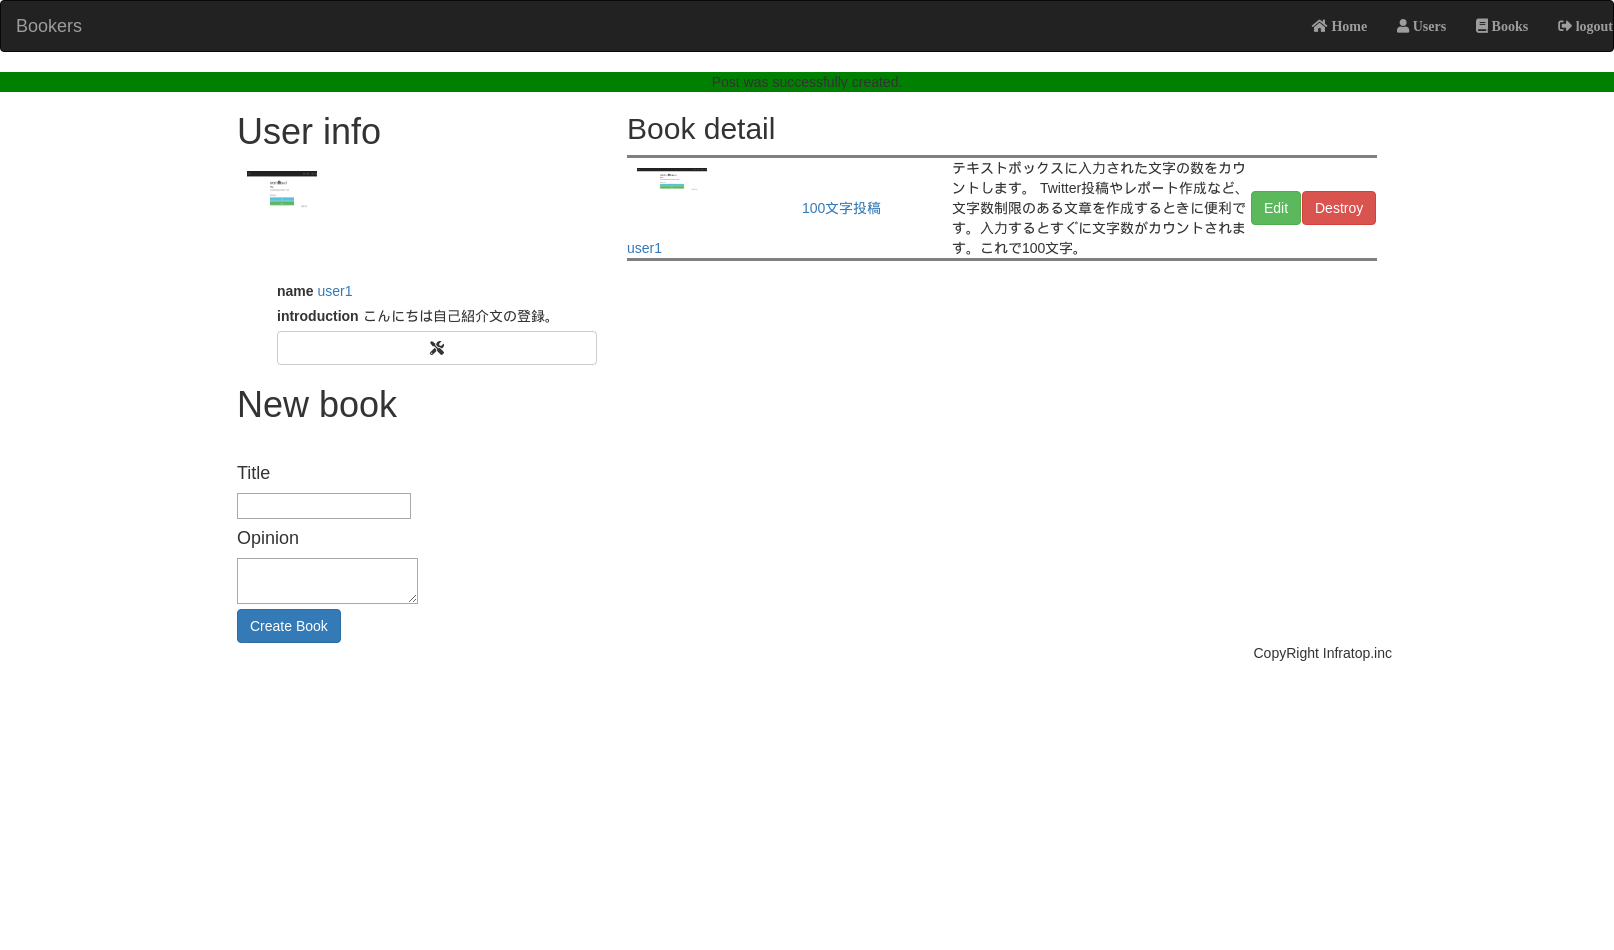 Bookers
Home
Users
Books
logout
Post was successfully created.
User info
name user1
introduction こんにちは自己紹介文の登録。
New book
Title
Opinion
Create Book
Book detail
user1
100文字投稿
テキストボックスに入力された文字の数をカウ
ントします。 Twitter投稿やレポート作成など、
文字数制限のある文章を作成するときに便利で
す。入力するとすぐに文字数がカウントされま
す。これで100文字。
Edit
Destroy
CopyRight Infratop.inc